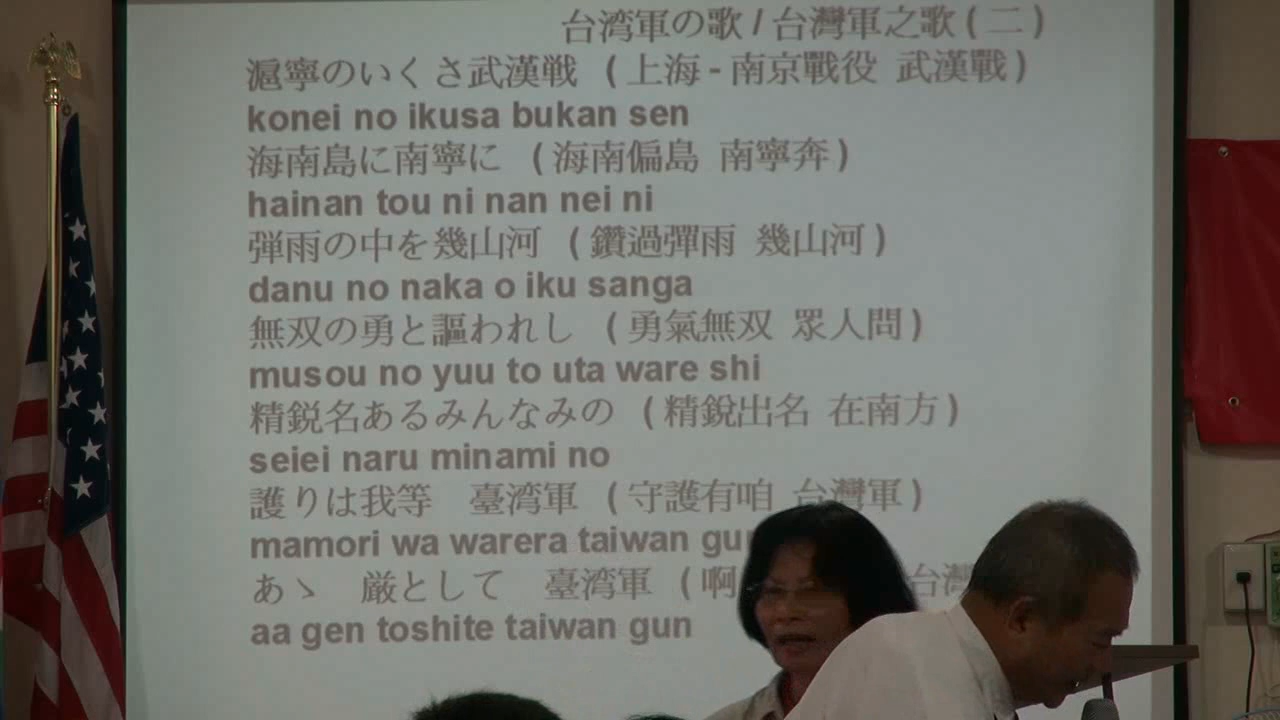 台湾軍の歌 / 台灣軍之歌 ( 二 )
滬寧のいくさ武漢戦 ( 上海 - 南京戰役 武漢戰 )
konei no ikusa bukan sen
海南島に南寧に ( 海南偏島 南寧奔 )
hainan tou ni nan nei ni
弾雨の中を幾山河 ( 鑽過彈雨 幾山河 )
danu no naka o iku sanga
無双の勇と謳われし ( 勇氣無双 眾人問 )
musou no yuu to uta ware shi
精鋭名あるみんなみの ( 精銳出名 在南方 )
seiei naru minami no
護りは我等 臺湾軍 ( 守護有咱 台灣軍 )
mamori wa warera taiwan gu
あゝ 厳として 臺湾軍 ( 啊 台灣
aa gen toshite taiwan gun